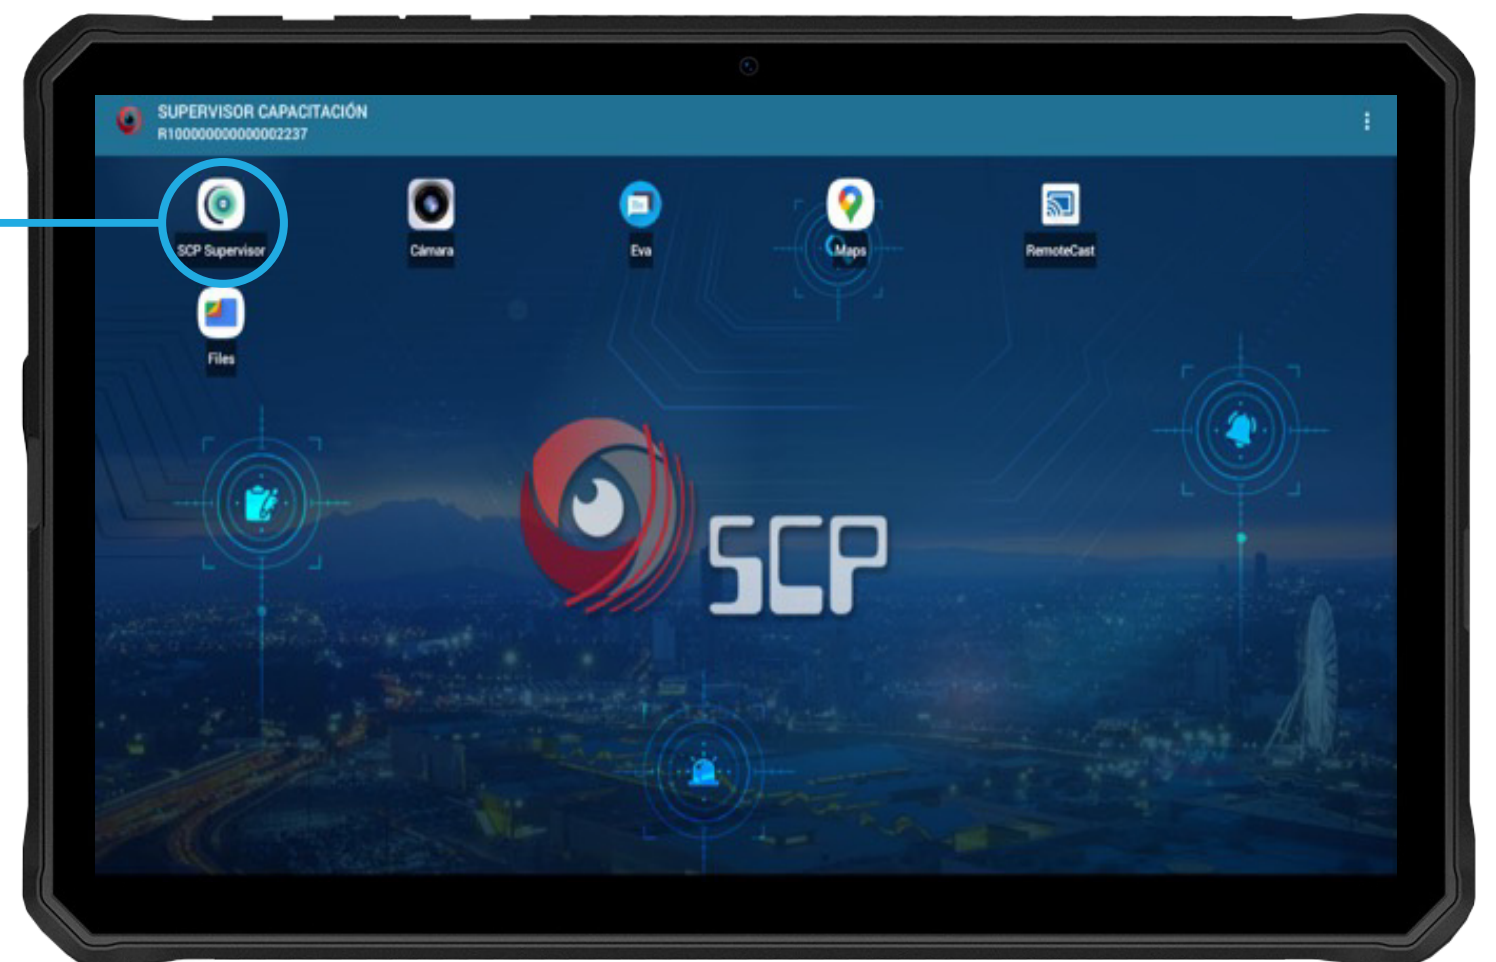 SUPERVISOR CAPACITACIÓN
R100000000000002237
SCP Supervisor
Cámara
Eva
Maps
RemoteCast
Files
SCP